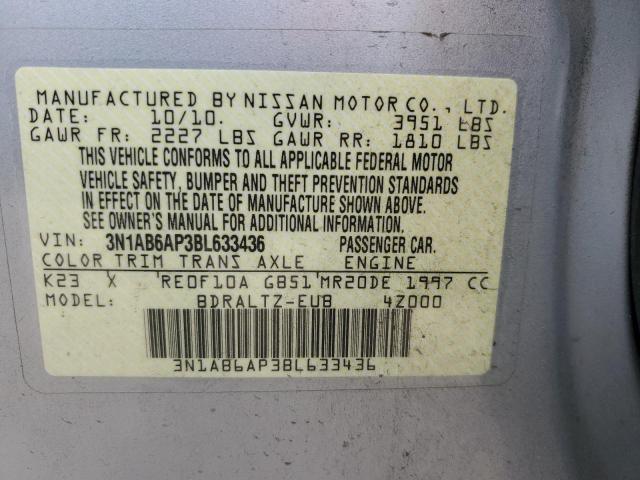 MANUFACTURED BY NISSAN MOTOR CO., LTD.
DATE: 10/10. GVWR: 3951 LBS
GAWR FR: 2227 LBS GAWR RR: 1810 LBS
THIS VEHICLE CONFORMS TO ALL APPLICABLE FEDERAL MOTOR
VEHICLE SAFETY, BUMPER AND THEFT PREVENTION STANDARDS
IN EFFECT ON THE DATE OF MANUFACTURE SHOWN ABOVE.
SEE OWNER'S MANUAL FOR ADDITIONAL INFORMATION.
VIN: 3N1AB6AP3BL633436 PASSENGER CAR.
COLOR TRIM TRANS AXLE ENGINE
K23 X RE0F10A GB51 MR20DE 1997 CC
MODEL: BDRALTZ-EUB 4Z000
3N1AB6AP3BL633436